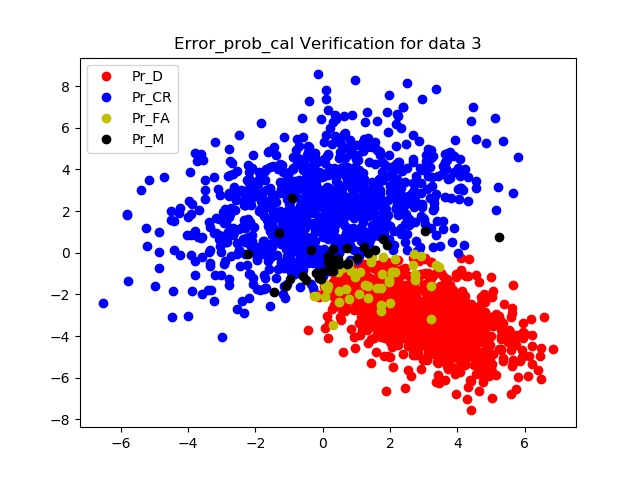 Error_prob_cal Verification for data 3
Pr_D
Pr_CR
Pr_FA
Pr_M
8
6
4
2
0
−2
−4
−6
−8
−6 −4 −2 0 2 4 6